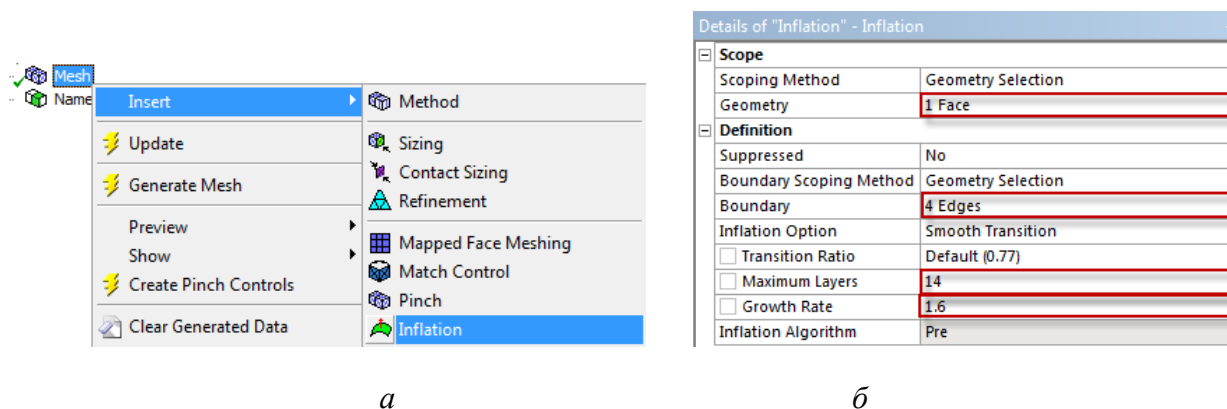 Mesh
Name
Insert
Update
Generate Mesh
Preview
Show
Create Pinch Controls
Clear Generated Data
Method
Sizing
Contact Sizing
Refinement
Mapped Face Meshing
Match Control
Pinch
Inflation
Details of "Inflation" - Inflation
Scope
Scoping Method Geometry Selection
Geometry 1 Face
Definition
Suppressed No
Boundary Scoping Method Geometry Selection
Boundary 4 Edges
Inflation Option Smooth Transition
Transition Ratio Default (0.77)
Maximum Layers 14
Growth Rate 1.6
Inflation Algorithm Pre
а б